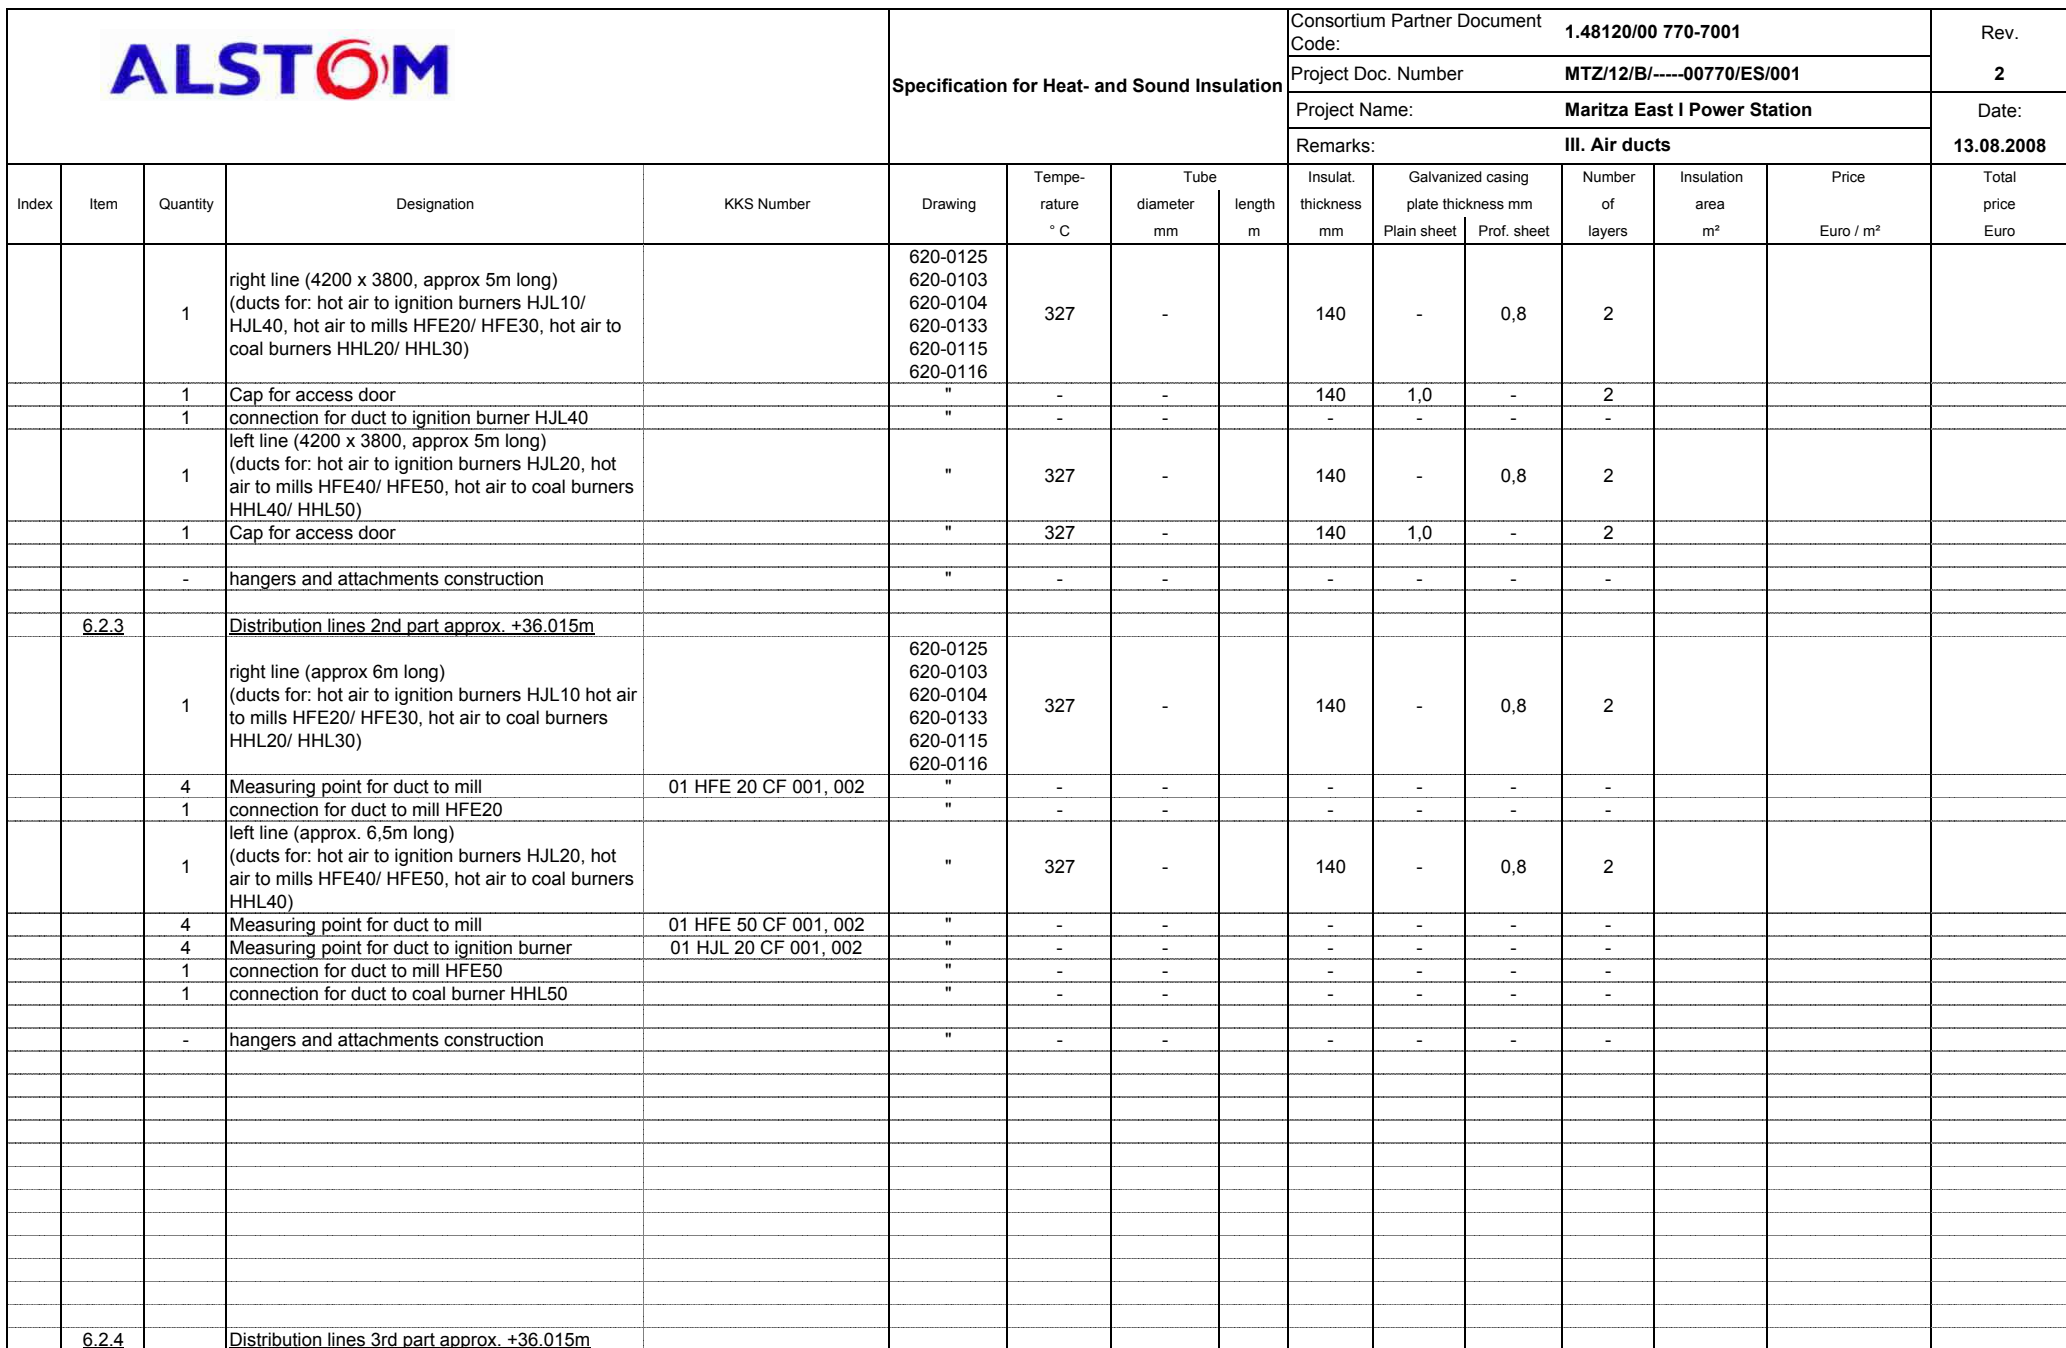 ALSTOM
Specification for Heat- and Sound Insulation
Consortium Partner Document Code: 1.48120/00 770-7001
Project Doc. Number MTZ/12/B/-----00770/ES/001
Project Name: Maritza East I Power Station
Remarks: III. Air ducts
Rev.
2
Date:
13.08.2008
Index Item Quantity Designation KKS Number Drawing Tempe- rature ° C Tube diameter mm length m Insulat. thickness mm Galvanized casing plate thickness mm Plain sheet Prof. sheet Number of layers Insulation area m² Price Euro / m² Total price Euro
1 right line (4200 x 3800, approx 5m long)
(ducts for: hot air to ignition burners HJL10/
HJL40, hot air to mills HFE20/ HFE30, hot air to
coal burners HHL20/ HHL30)
620-0125
620-0103
620-0104
620-0133
620-0115
620-0116
327 - 140 - 0,8 2
1 Cap for access door " - - 140 1,0 - 2
1 connection for duct to ignition burner HJL40 " - - - - - -
1 left line (4200 x 3800, approx 5m long)
(ducts for: hot air to ignition burners HJL20, hot
air to mills HFE40/ HFE50, hot air to coal burners
HHL40/ HHL50)
" 327 - 140 - 0,8 2
1 Cap for access door " 327 - 140 1,0 - 2
- hangers and attachments construction " - - - - - -
6.2.3 Distribution lines 2nd part approx. +36.015m
1 right line (approx 6m long)
(ducts for: hot air to ignition burners HJL10 hot air
to mills HFE20/ HFE30, hot air to coal burners
HHL20/ HHL30)
620-0125
620-0103
620-0104
620-0133
620-0115
620-0116
327 - 140 - 0,8 2
4 Measuring point for duct to mill 01 HFE 20 CF 001, 002 " - - - - - -
1 connection for duct to mill HFE20 " - - - - - -
1 left line (approx. 6,5m long)
(ducts for: hot air to ignition burners HJL20, hot
air to mills HFE40/ HFE50, hot air to coal burners
HHL40)
" 327 - 140 - 0,8 2
4 Measuring point for duct to mill 01 HFE 50 CF 001, 002 " - - - - - -
4 Measuring point for duct to ignition burner 01 HJL 20 CF 001, 002 " - - - - - -
1 connection for duct to mill HFE50 " - - - - - -
1 connection for duct to coal burner HHL50 " - - - - - -
- hangers and attachments construction " - - - - - -
6.2.4 Distribution lines 3rd part approx. +36.015m